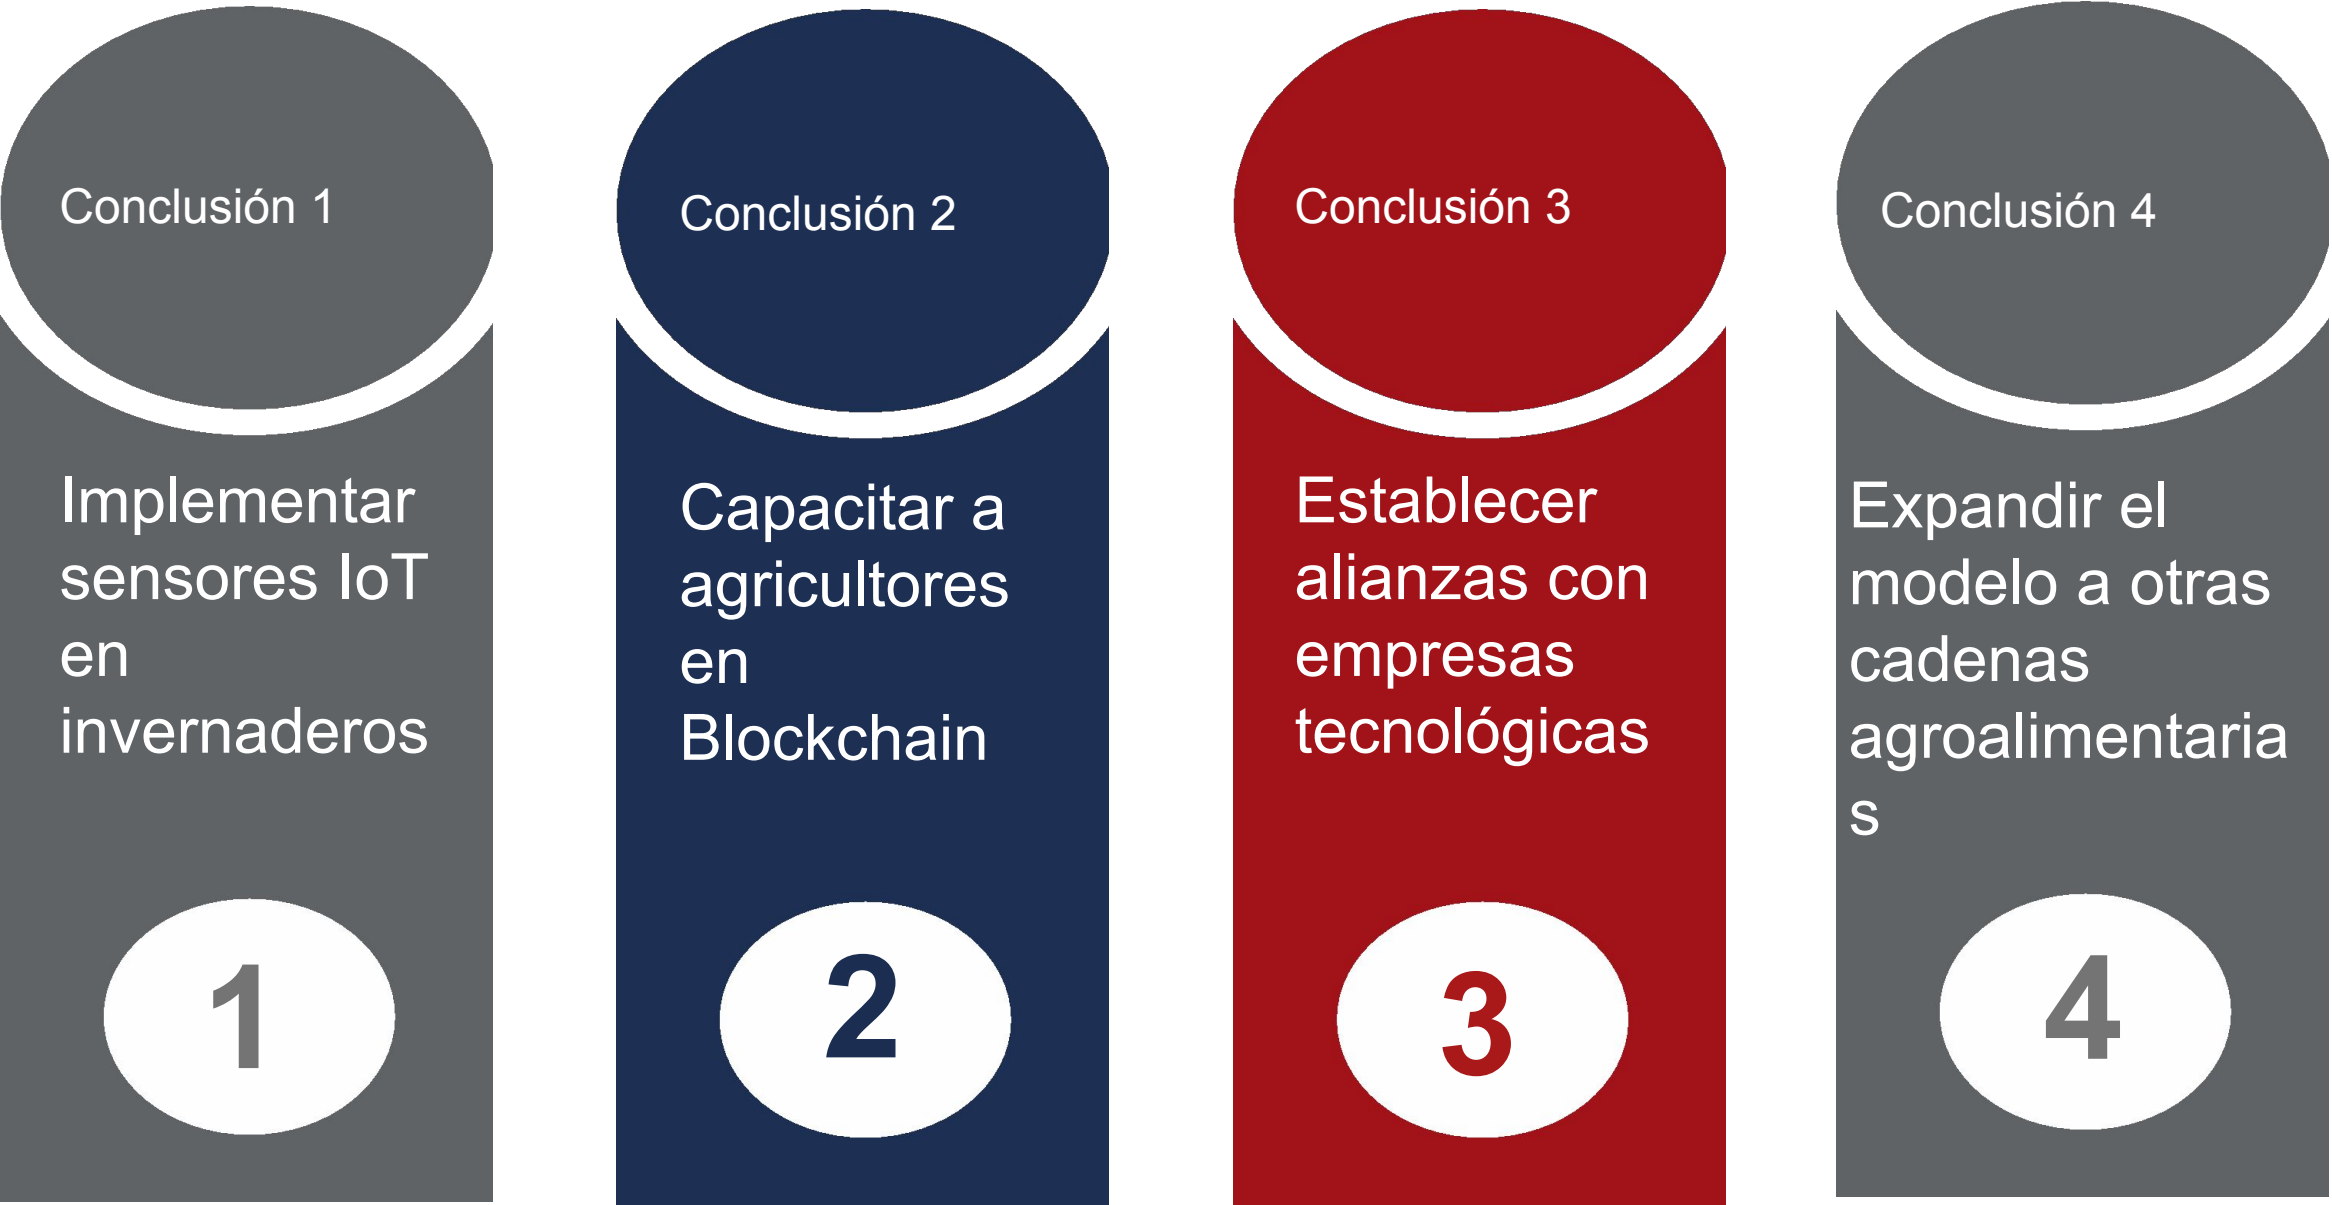 Conclusión 1
Implementar
sensores IoT
en
invernaderos
1
Conclusión 2
Capacitar a
agricultores
en
Blockchain
2
Conclusión 3
Establecer
alianzas con
empresas
tecnológicas
3
Conclusión 4
Expandir el
modelo a otras
cadenas
agroalimentaria
s
4